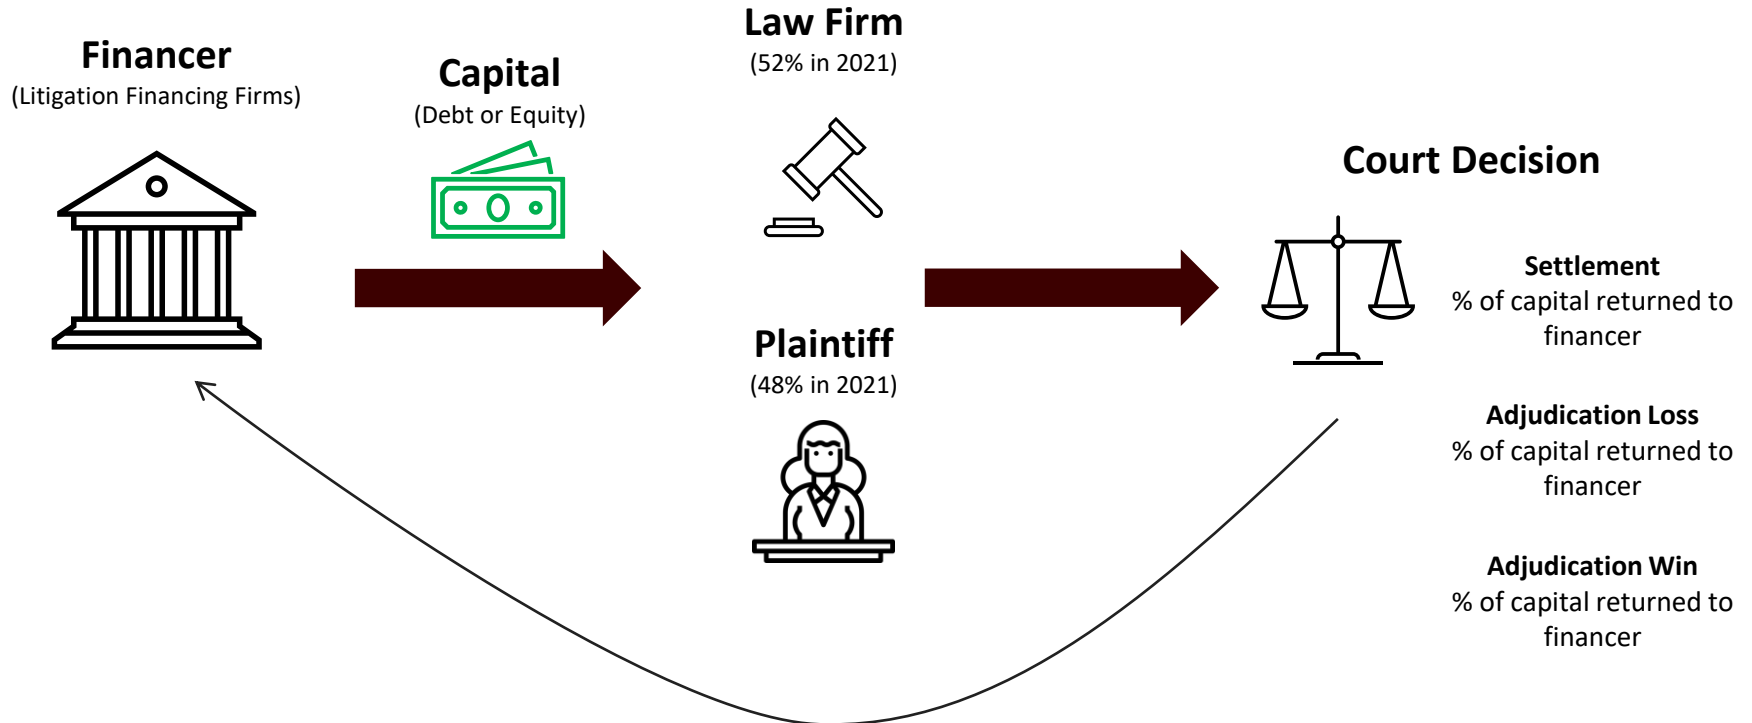 Financer
(Litigation Financing Firms)
Capital
(Debt or Equity)
Law Firm
(52% in 2021)
Plaintiff
(48% in 2021)
Court Decision
Settlement
% of capital returned to
financer
Adjudication Loss
% of capital returned to
financer
Adjudication Win
% of capital returned to
financer